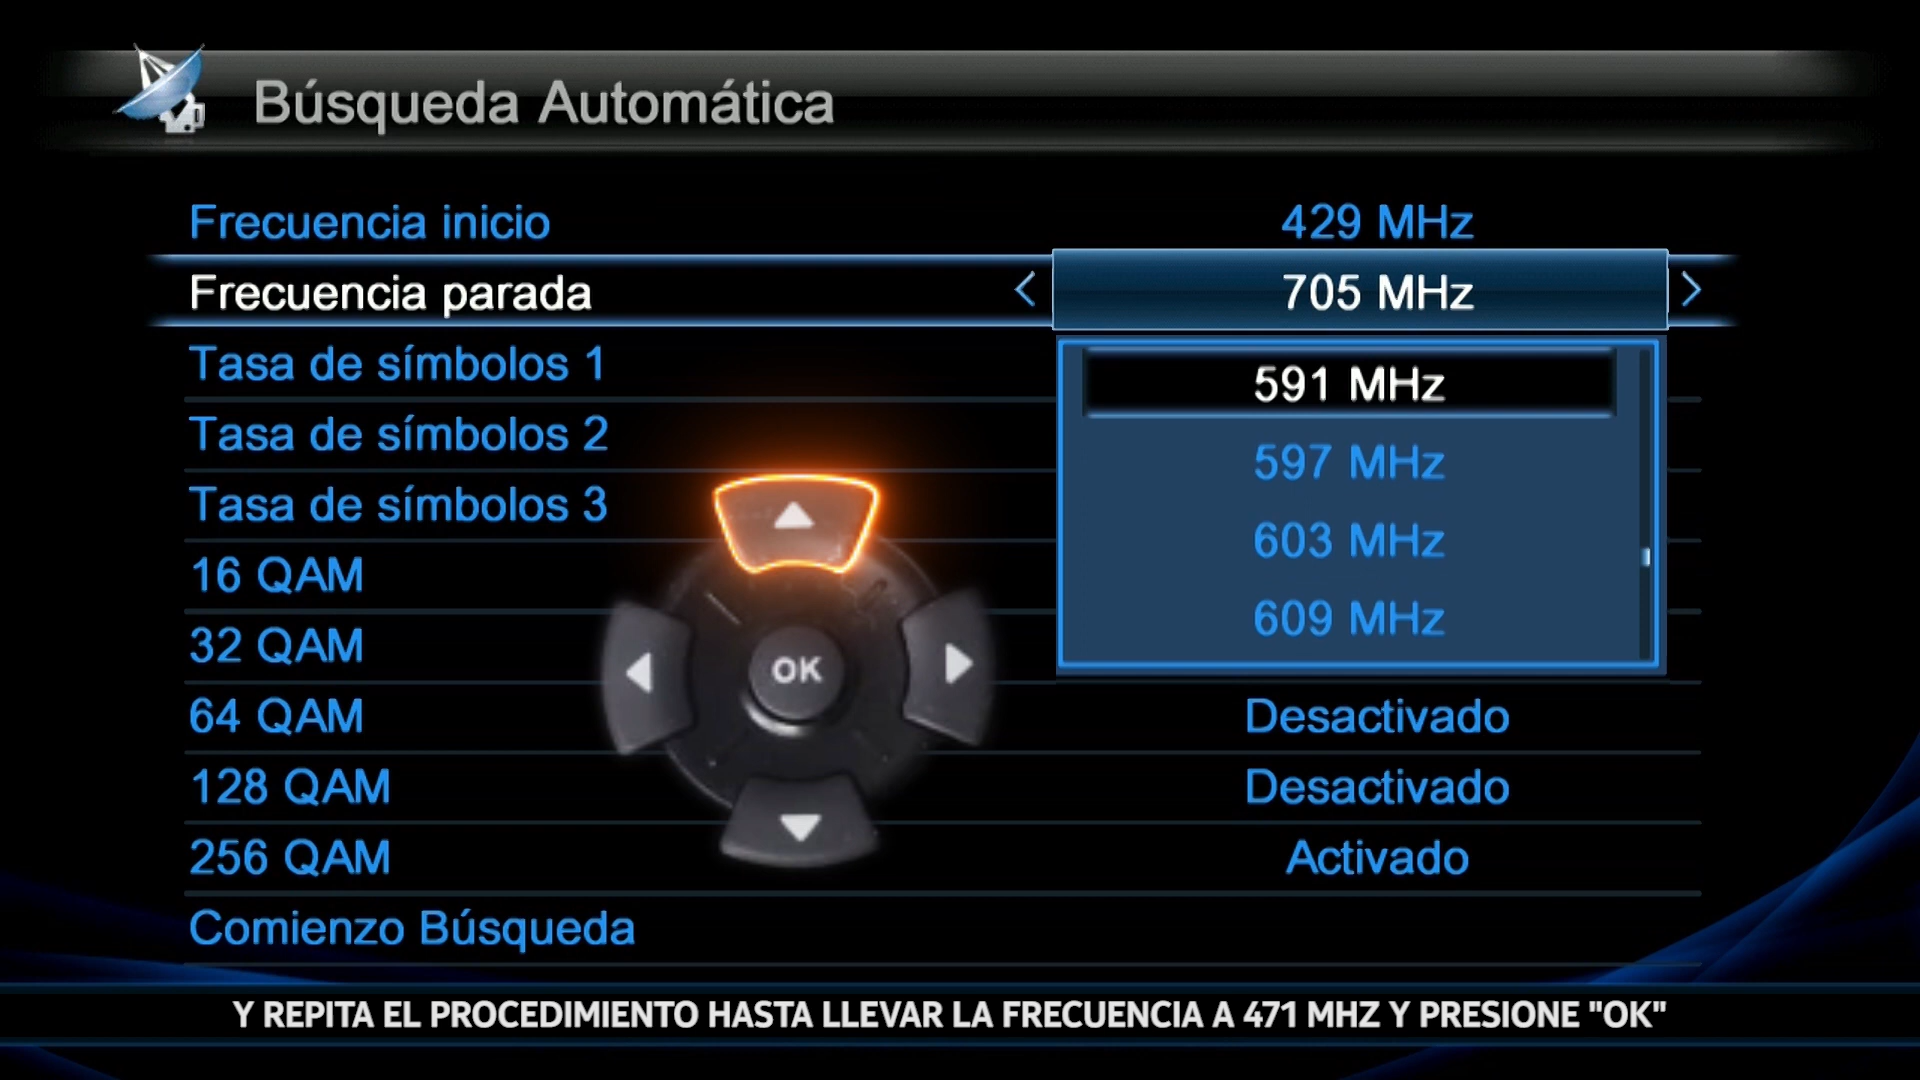 Búsqueda Automática
Frecuencia inicio 429 MHz
Frecuencia parada 705 MHz
Tasa de símbolos 1 591 MHz
Tasa de símbolos 2 597 MHz
Tasa de símbolos 3 603 MHz
16 QAM 609 MHz
32 QAM
64 QAM Desactivado
128 QAM Desactivado
256 QAM Activado
Comienzo Búsqueda
OK
Y REPITA EL PROCEDIMIENTO HASTA LLEVAR LA FRECUENCIA A 471 MHZ Y PRESIONE "OK"